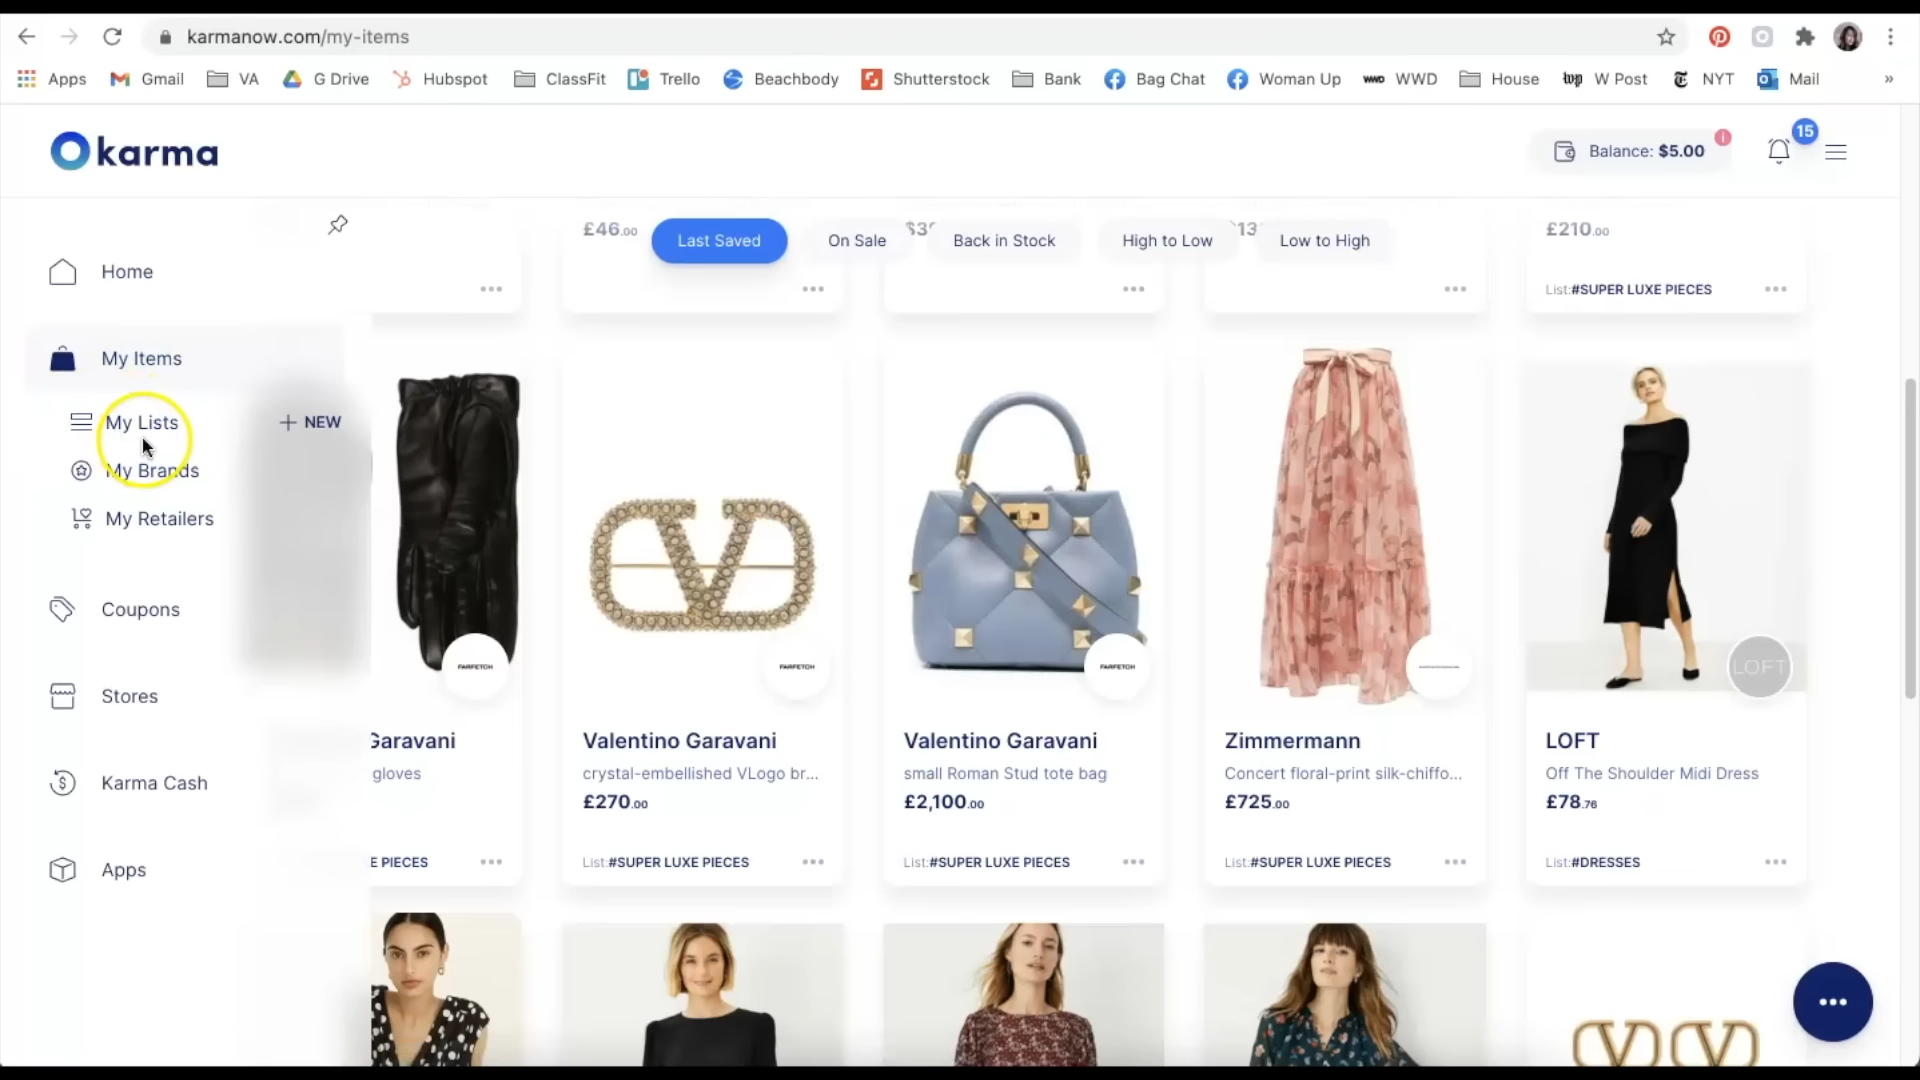 karmanow.com/my-items
Apps Gmail VA G Drive Hubspot ClassFit Trello Beachbody Shutterstock Bank Bag Chat Woman Up WWD WWD House wp W Post NYT Mail »
karma
Balance: $5.00
15
£46.00
£210.00
Last Saved
On Sale
Back in Stock
High to Low
Low to High
List:#SUPER LUXE PIECES
Home
My Items
My Lists
+ NEW
My Brands
My Retailers
Coupons
Stores
Karma Cash
Apps
FARFETCH
FARFETCH
FARFETCH
LOFT
Garavani
gloves
E PIECES
Valentino Garavani
crystal-embellished VLogo br...
£270.00
List:#SUPER LUXE PIECES
Valentino Garavani
small Roman Stud tote bag
£2,100.00
List:#SUPER LUXE PIECES
Zimmermann
Concert floral-print silk-chiffo...
£725.00
List:#SUPER LUXE PIECES
LOFT
Off The Shoulder Midi Dress
£78.76
List:#DRESSES